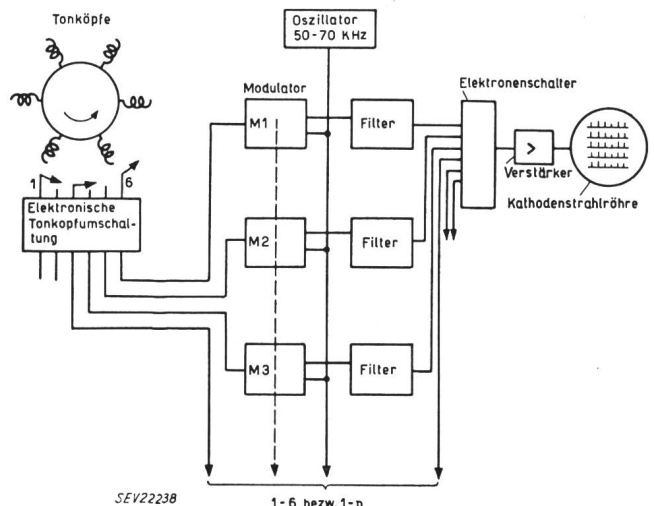 Tonköpfe
Oszillator
50-70 KHz
Modulator
Elektronenschalter
M1
Filter
>
Verstärker
Kathodenstrahlröhre
1
6
Elektronische
Tonkopfumschal-
tung
M2
Filter
M3
Filter
SEV22238
1-6 bezw. 1-n